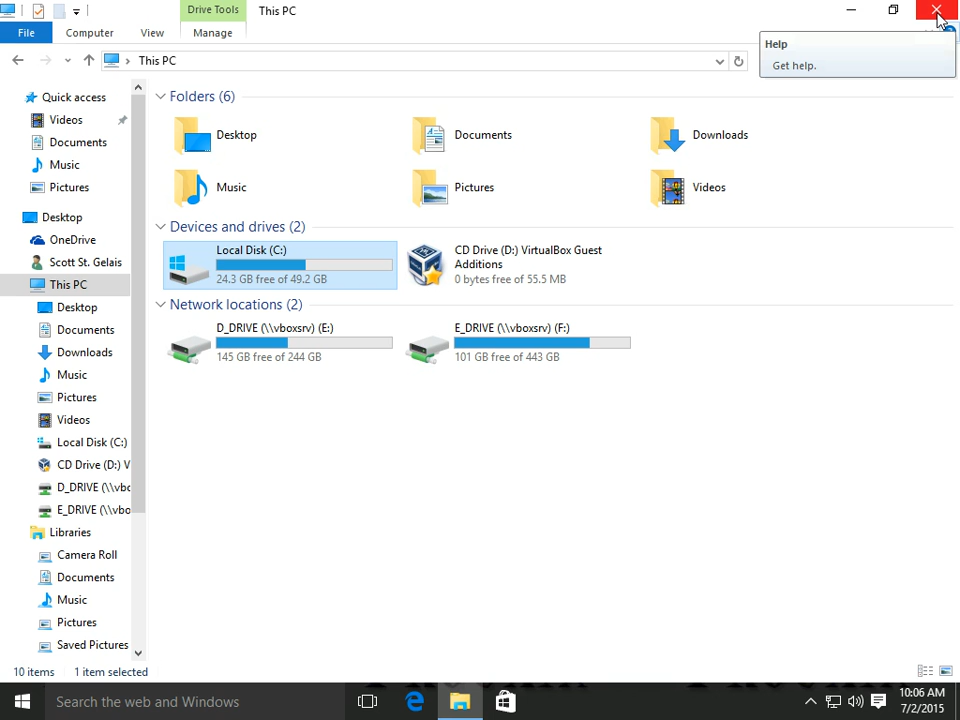 Drive Tools
This PC
File
Computer
View
Manage
This PC
Help
Get help.
Quick access
Videos
Documents
Music
Pictures
Desktop
OneDrive
Scott St. Gelais
This PC
Desktop
Documents
Downloads
Music
Pictures
Videos
Local Disk (C:)
CD Drive (D:) V
D_DRIVE (\\vbo
E_DRIVE (\\vbo
Libraries
Camera Roll
Documents
Music
Pictures
Saved Pictures
Folders (6)
Desktop
Documents
Downloads
Music
Pictures
Videos
Devices and drives (2)
Local Disk (C:)
24.3 GB free of 49.2 GB
CD Drive (D:) VirtualBox Guest
Additions
0 bytes free of 55.5 MB
Network locations (2)
D_DRIVE (\\vboxsrv) (E:)
145 GB free of 244 GB
E_DRIVE (\\vboxsrv) (F:)
101 GB free of 443 GB
10 items
1 item selected
Search the web and Windows
10:06 AM
7/2/2015